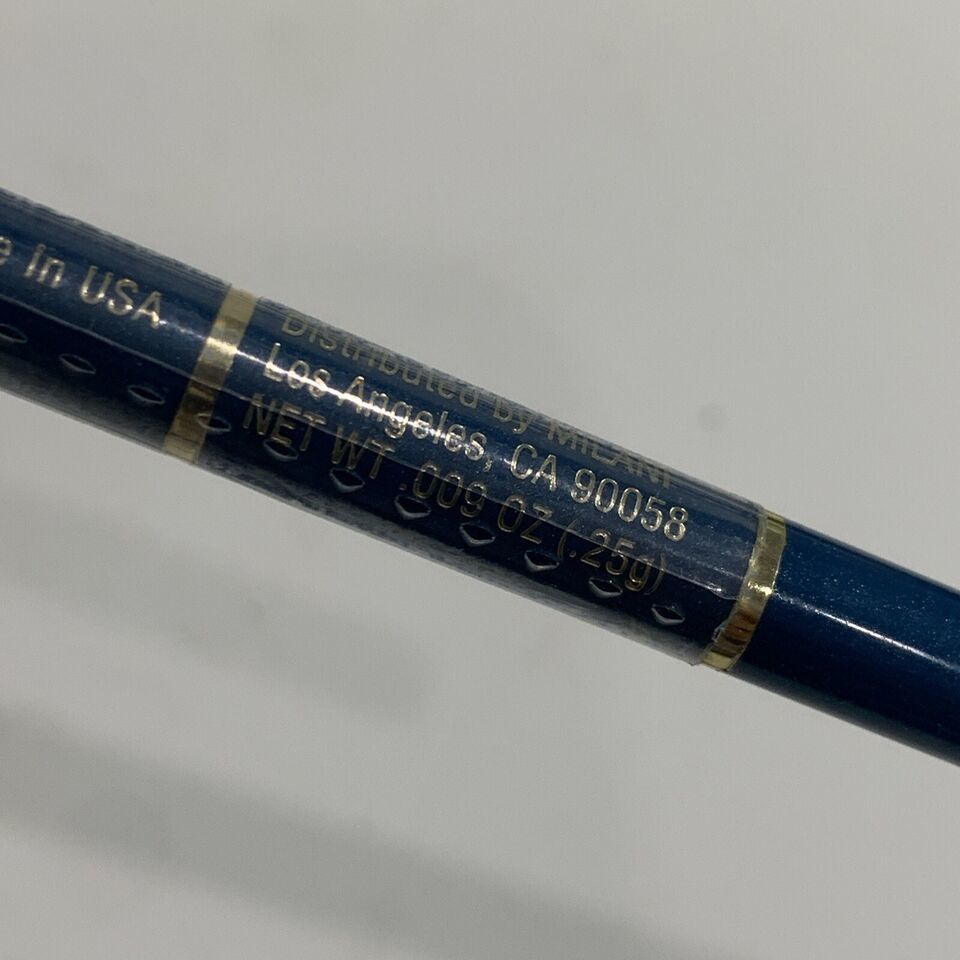 e in USA
Distributed by MILANI
Los Angeles, CA 90058
NET WT .009 OZ (.25g)